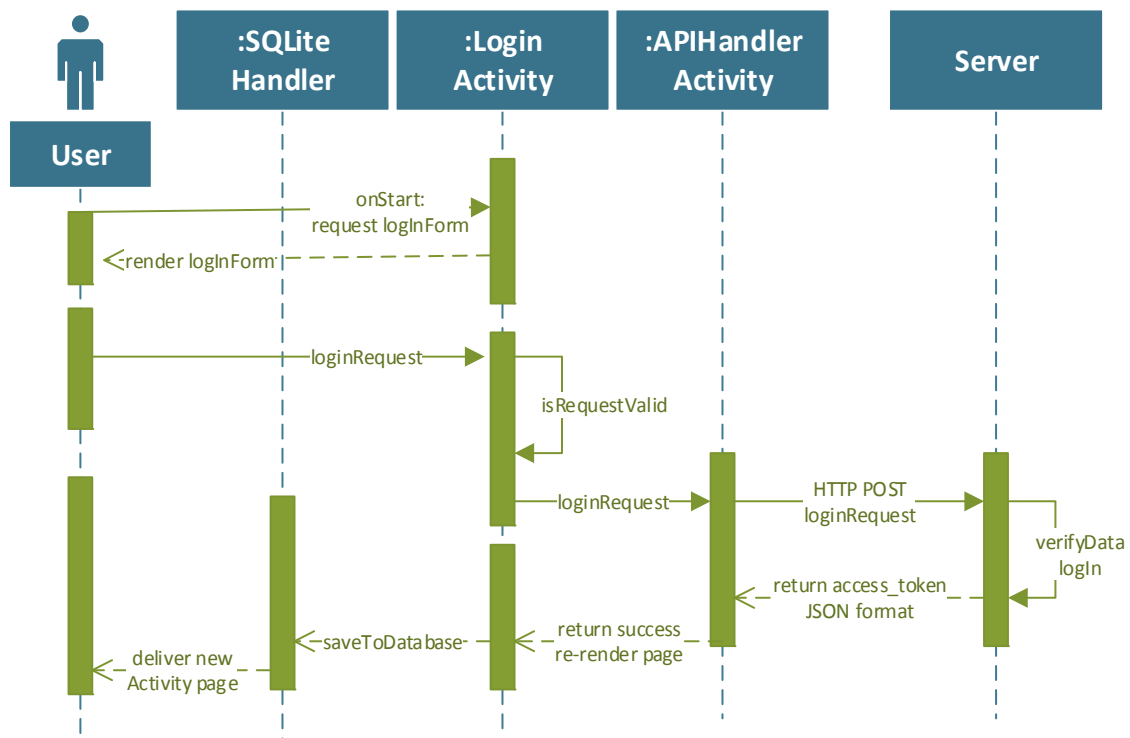 :SQLite
Handler
:Login
Activity
:APIHandler
Activity
Server
User
onStart:
request logInForm
render logInForm
loginRequest
isRequestValid
loginRequest
HTTP POST
loginRequest
verifyData
logIn
return access_token
JSON format
return success
re-render page
saveToDatabase
deliver new
Activity page